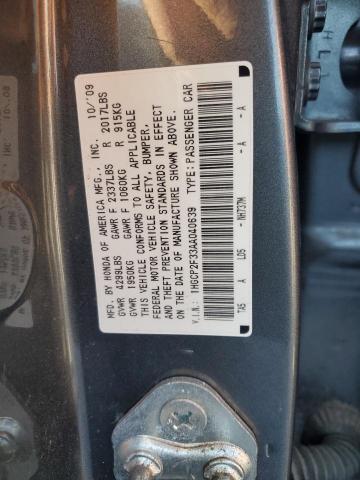 MFD. BY HONDA OF AMERICA MFG., INC. 10/'09
GVWR 4299LBS GAWR F 2337LBS R 2017LBS
GVWR 1950KG GAWR F 1060KG R 915KG
THIS VEHICLE CONFORMS TO ALL APPLICABLE
FEDERAL MOTOR VEHICLE SAFETY, BUMPER,
AND THEFT PREVENTION STANDARDS IN EFFECT
ON THE DATE OF MANUFACTURE SHOWN ABOVE.
V.I.N.: 1HGCP2F33AA040639 TYPE: PASSENGER CAR
TA5 A LD5 NH737M - A - A